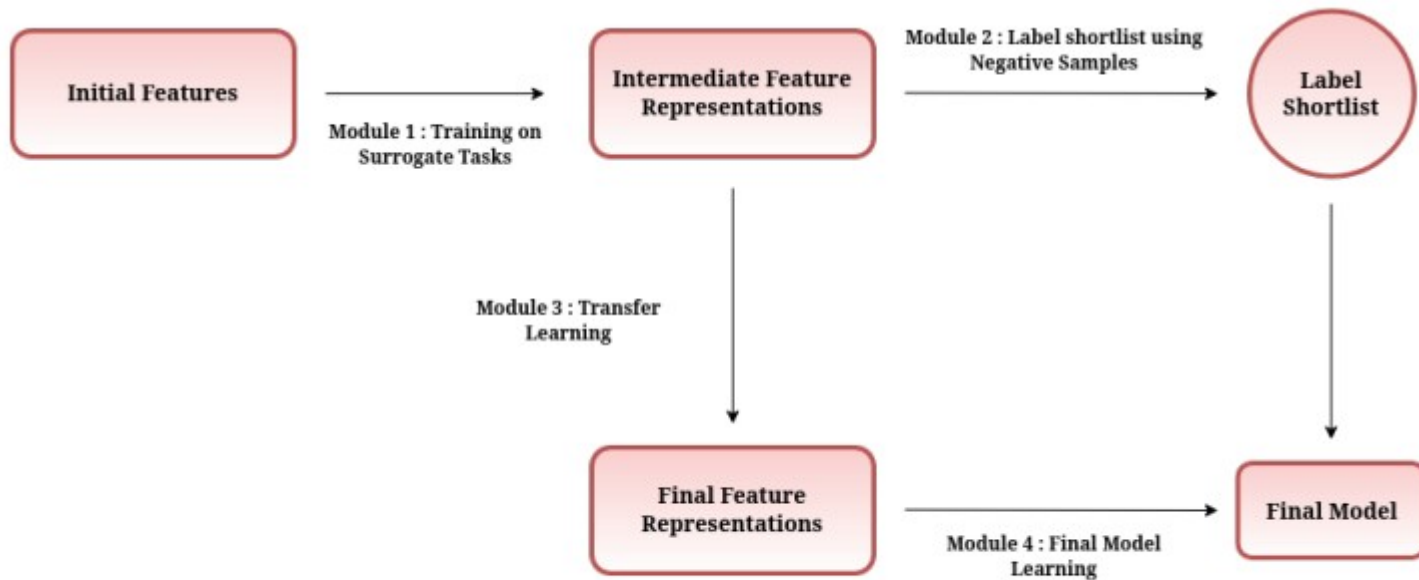 Initial Features
Module 1 : Training on
Surrogate Tasks
Intermediate Feature
Representations
Module 2 : Label shortlist using
Negative Samples
Label
Shortlist
Module 3 : Transfer
Learning
Final Feature
Representations
Module 4 : Final Model
Learning
Final Model